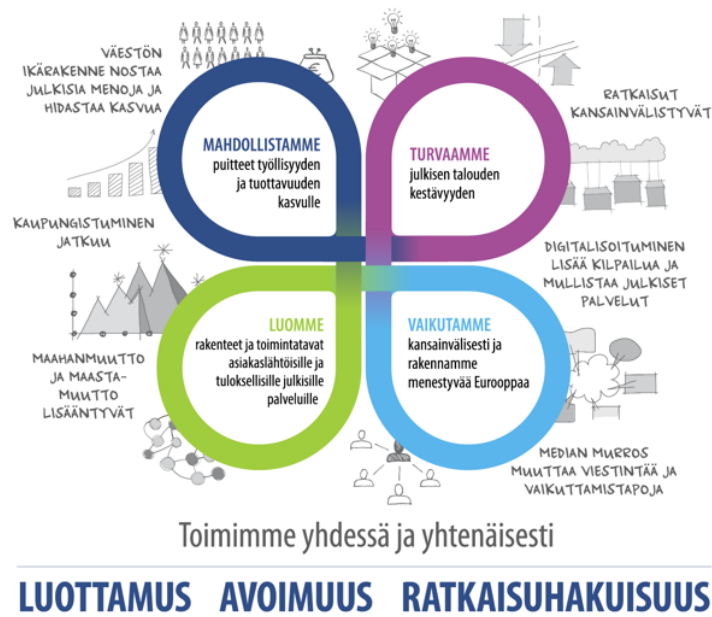 VÄESTÖN
IKÄRAKENNE NOSTAA
JULKISIA MENOJA JA
HIDASTAA KASVUA
RATKAISUT
KANSAINVÄLISTYVÄT
MAHDOLLISTAMME
puitteet työllisyyden
ja tuottavuuden
kasvulle
TURVAAMME
julkisen talouden
kestävyyden
KAUPUNGISTUMINEN
JATKUU
DIGITALISOITUMINEN
LISÄÄ KILPAILUA JA
MULLISTAA JULKISET
PALVELUT
LUOMME
rakenteet ja toimintatavat
asiakaslähtöisille ja
tuloksellisille julkisille
palveluille
VAIKUTAMME
kansainvälisesti ja
rakennamme
menestyvää Eurooppaa
MAAHANMUUTTO
JA MAASTA-
MUUTTO
LISÄÄNTYVÄT
MEDIAN MURROS
MUUTTAA VIESTINTÄÄ JA
VAIKUTTAMISTAPOJA
Toimimme yhdessä ja yhtenäisesti
LUOTTAMUS AVOIMUUS RATKAISUHAKUISUUS